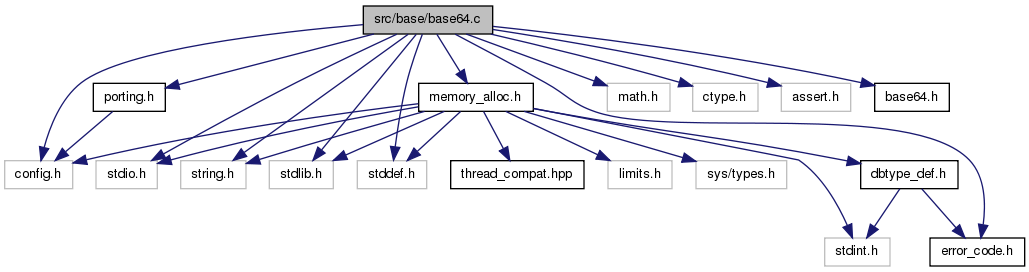 src/base/base64.c
porting.h
memory_alloc.h
math.h
ctype.h
assert.h
base64.h
config.h
stdio.h
string.h
stdlib.h
stddef.h
thread_compat.hpp
limits.h
sys/types.h
dbtype_def.h
stdint.h
error_code.h